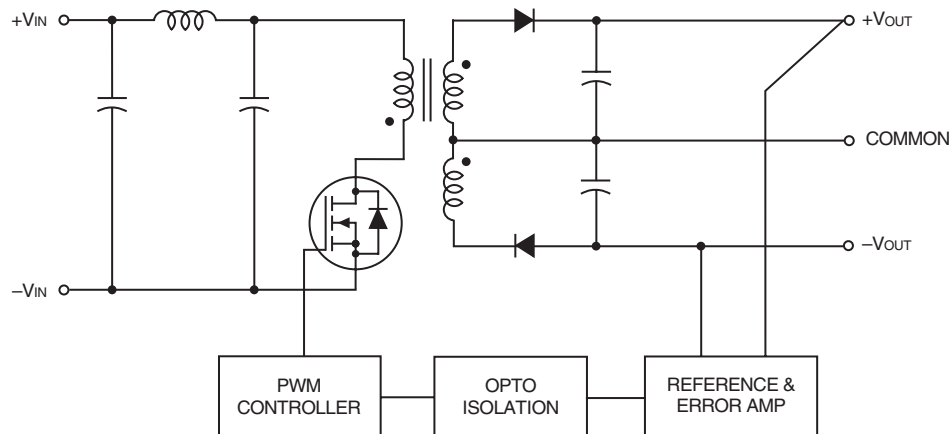 +VIN
+VOUT
COMMON
–VOUT
–VIN
PWM
CONTROLLER
OPTO
ISOLATION
REFERENCE &
ERROR AMP